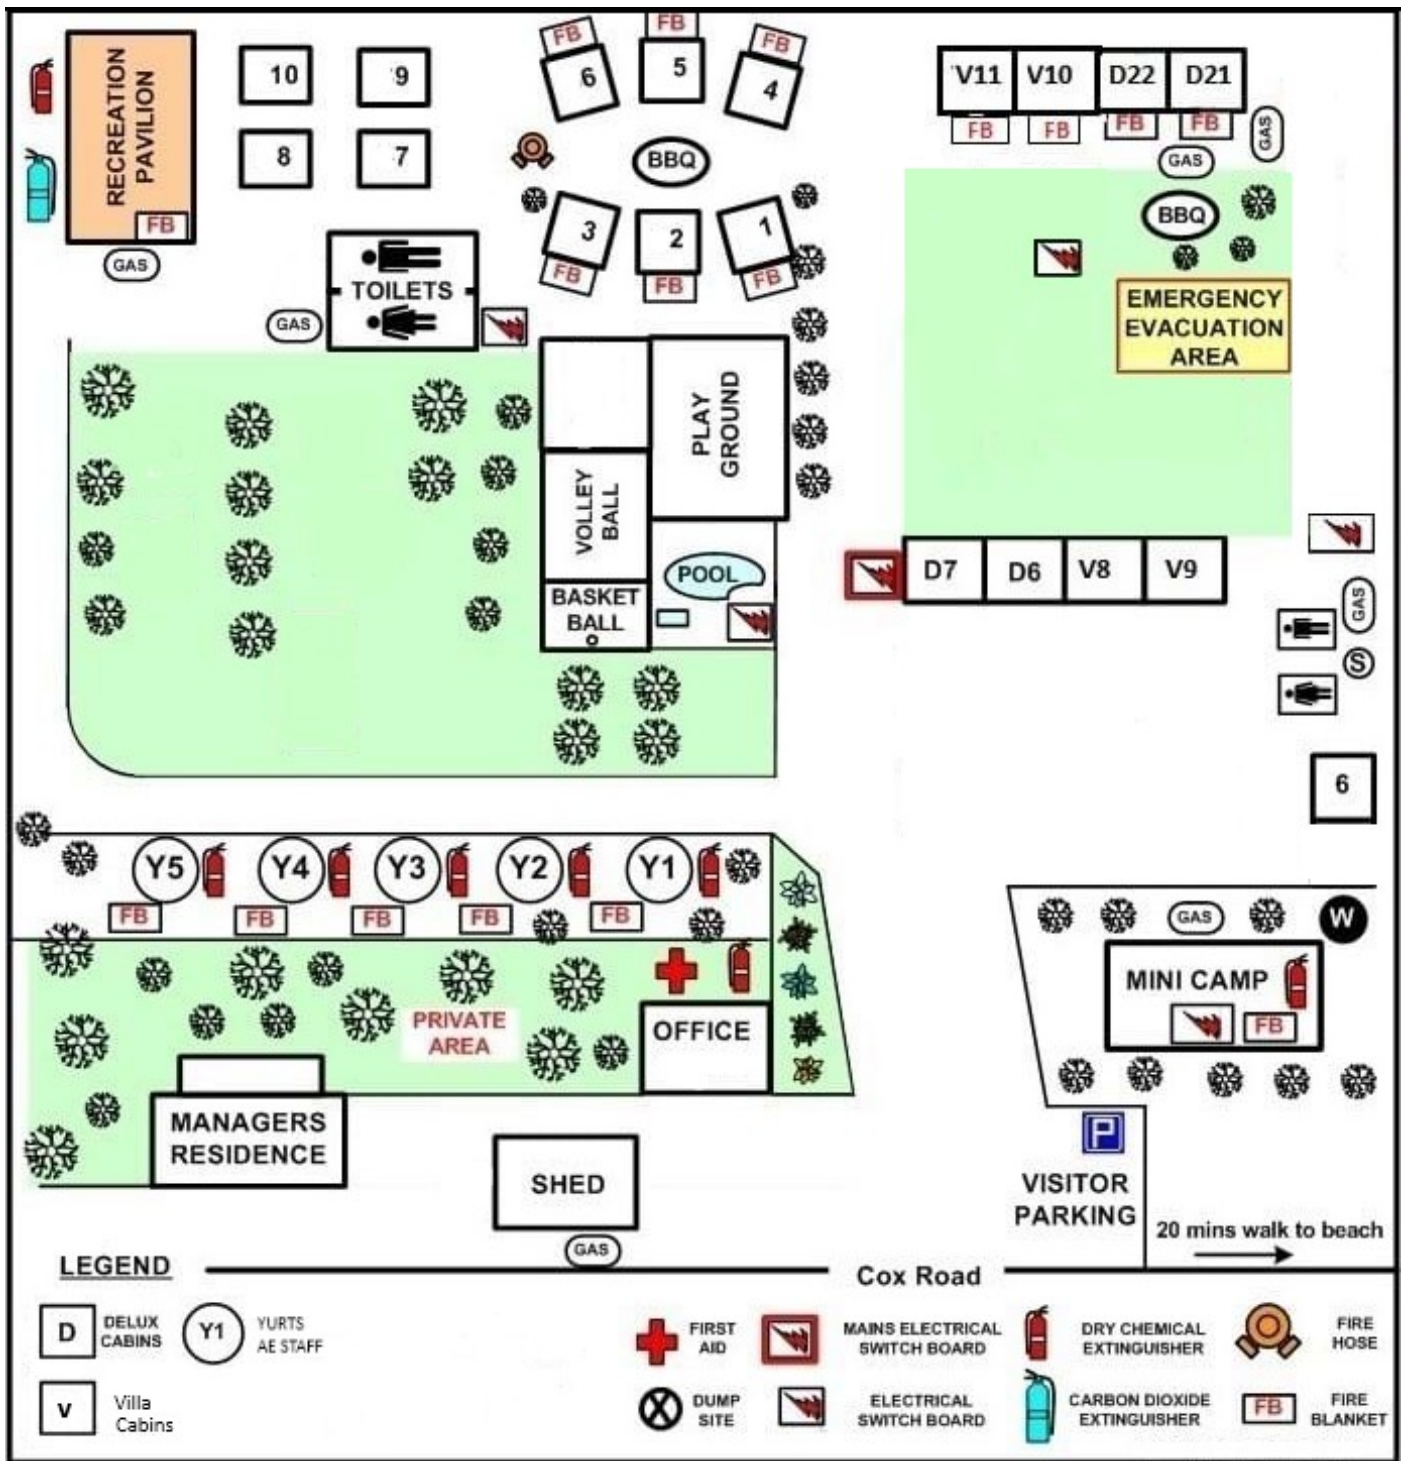 RECREATION
PAVILION
FB
GAS
10
9
8
7
FB
6
FB
5
FB
4
BBQ
3
FB
2
FB
1
FB
V11
V10
D22
D21
FB
FB
FB
FB
GAS
GAS
BBQ
EMERGENCY
EVACUATION
AREA
TOILETS
GAS
PLAY
GROUND
VOLLEY
BALL
BASKET
BALL
POOL
D7
D6
V8
V9
GAS
S
6
Y5
Y4
Y3
Y2
Y1
FB
FB
FB
FB
FB
PRIVATE
AREA
OFFICE
MANAGERS
RESIDENCE
SHED
GAS
GAS
W
MINI CAMP
FB
P
VISITOR
PARKING
20 mins walk to beach
Cox Road
LEGEND
D
DELUX
CABINS
Y1
YURTS
AE STAFF
V
Villa
Cabins
FIRST
AID
MAINS ELECTRICAL
SWITCH BOARD
DRY CHEMICAL
EXTINGUISHER
FIRE
HOSE
DUMP
SITE
ELECTRICAL
SWITCH BOARD
CARBON DIOXIDE
EXTINGUISHER
FB
FIRE
BLANKET